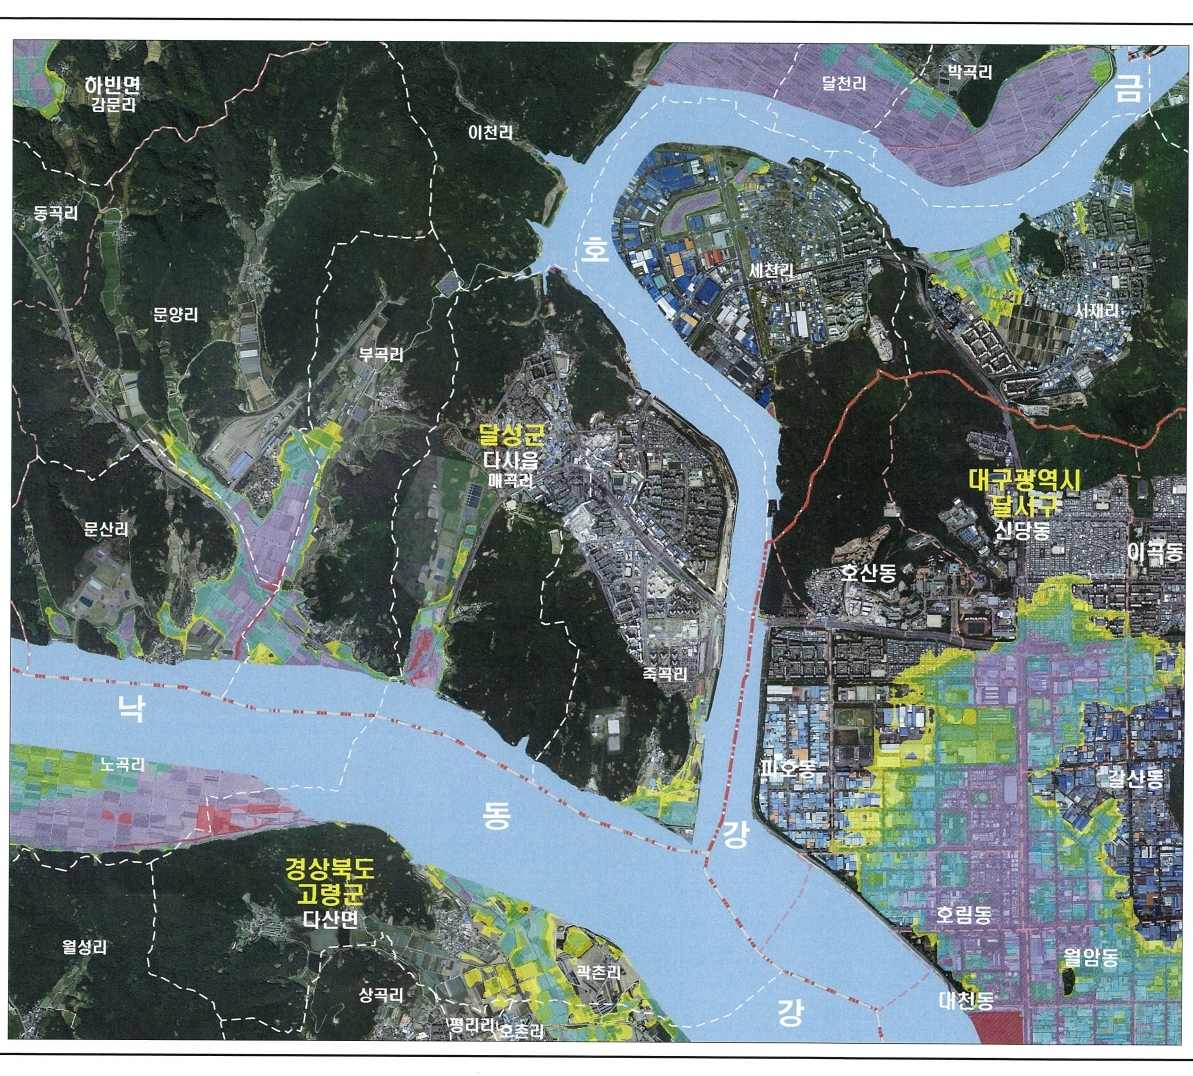 하빈면
감문리
이천리
달천리
박곡리
금
동곡리
호
세천리
문양리
서재리
부곡리
달성군
다사읍
매곡리
대구광역시
달서구
신당동
문산리
이곡동
호산동
죽곡리
낙
노곡리
파호동
갈산동
동
강
경상북도
고령군
다산면
호림동
월성리
월암동
곽촌리
상곡리
대천동
강
평리리
호촌리